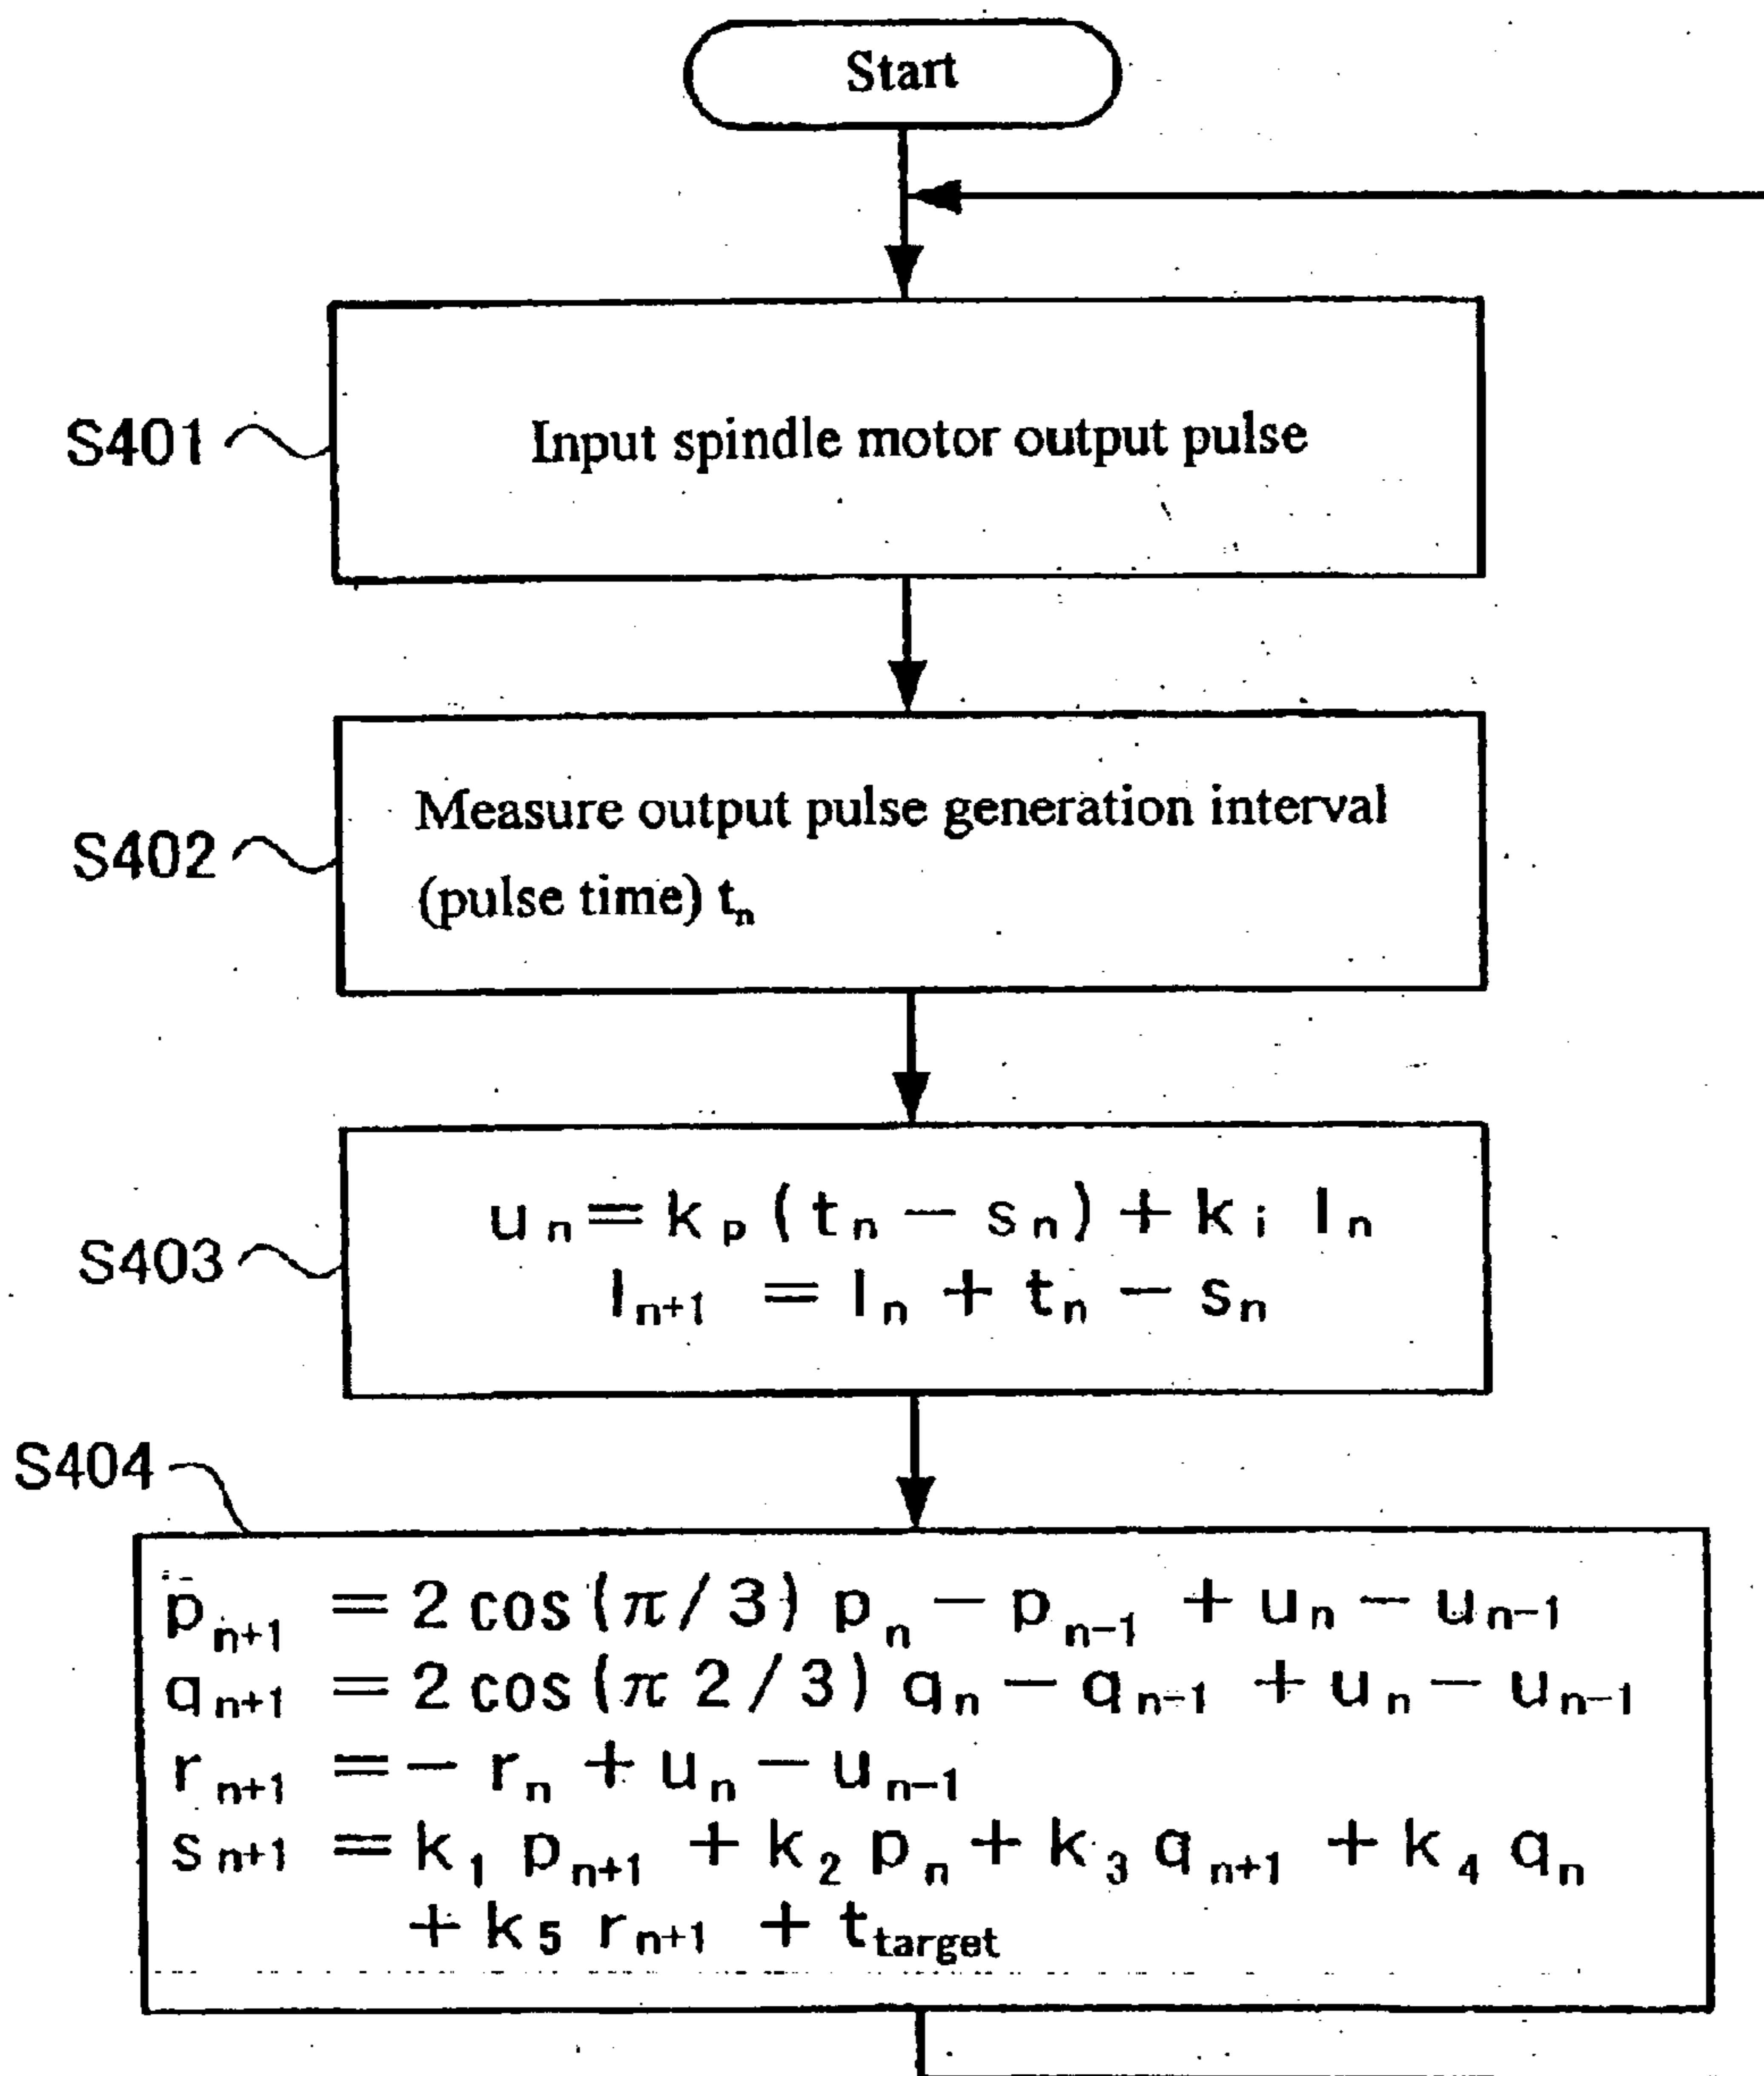 Start
S401
Input spindle motor output pulse
S402
Measure output pulse generation interval
(pulse time) tₙ
S403
uₙ = kₚ (tₙ − sₙ) + kᵢ Iₙ
Iₙ₊₁ = Iₙ + tₙ − sₙ
S404
pₙ₊₁ = 2 cos(π/3) pₙ − pₙ₋₁ + uₙ − uₙ₋₁
qₙ₊₁ = 2 cos(π 2/3) qₙ − qₙ₋₁ + uₙ − uₙ₋₁
rₙ₊₁ = − rₙ + uₙ − uₙ₋₁
sₙ₊₁ = k₁ pₙ₊₁ + k₂ pₙ + k₃ qₙ₊₁ + k₄ qₙ
+ k₅ rₙ₊₁ + t_target